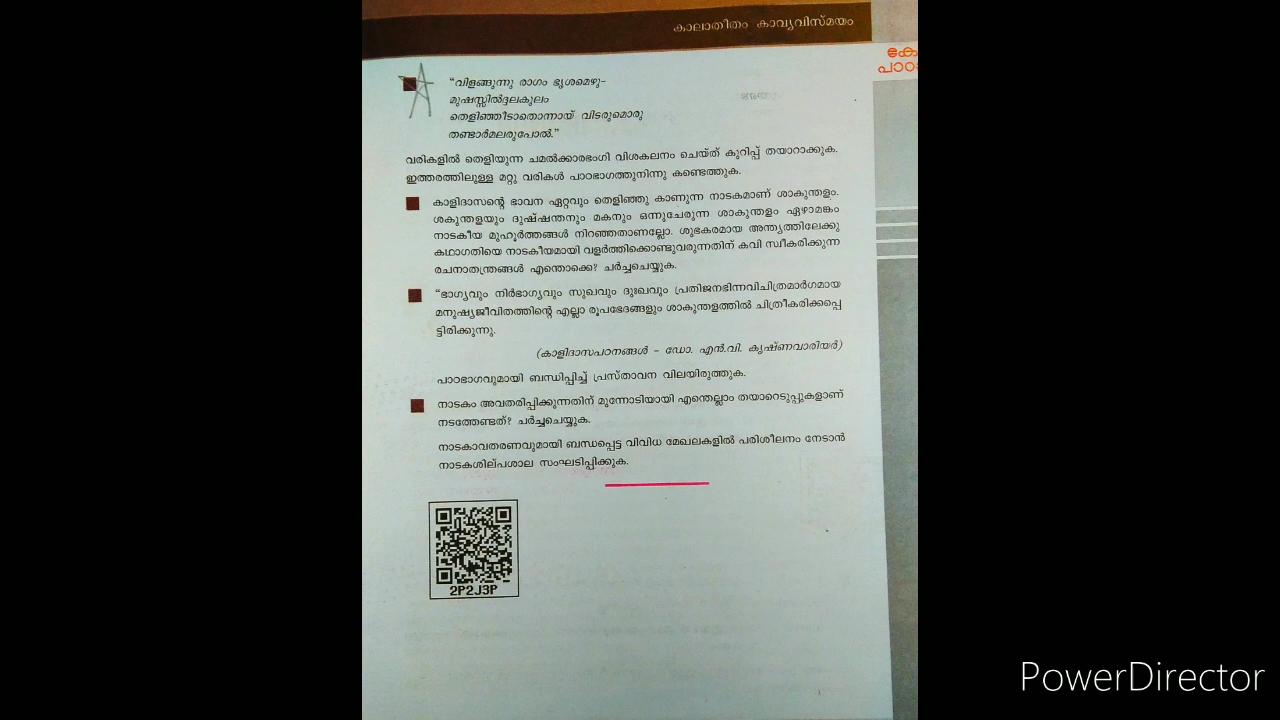 കാലാതീതം കാവ്യവിസ്മയം
"വിളങ്ങുന്നു രാഗം ഭൃശമെഴു-
മുഷസ്സിൽദ്ദലകുലം
തെളിഞ്ഞീടാതൊന്നായ് വിടരുമൊരു
തണ്ടാർമലരുപോൽ."
വരികളിൽ തെളിയുന്ന ചമൽക്കാരഭംഗി വിശകലനം ചെയ്ത് കുറിപ്പ് തയാറാക്കുക.
ഇത്തരത്തിലുള്ള മറ്റു വരികൾ പാഠഭാഗത്തുനിന്നു കണ്ടെത്തുക.
കാളിദാസന്റെ ഭാവന ഏറ്റവും തെളിഞ്ഞു കാണുന്ന നാടകമാണ് ശാകുന്തളം.
ശകുന്തളയും ദുഷ്ഷന്തനും മകനും ഒന്നുചേരുന്ന ശാകുന്തളം ഏഴാമങ്കം
നാടകീയ മുഹൂർത്തങ്ങൾ നിറഞ്ഞതാണല്ലോ. ശുഭകരമായ അന്ത്യത്തിലേക്കു
കഥാഗതിയെ നാടകീയമായി വളർത്തിക്കൊണ്ടുവരുന്നതിന് കവി സ്വീകരിക്കുന്ന
രചനാതന്ത്രങ്ങൾ എന്തൊക്കെ? ചർച്ചചെയ്യുക.
"ഭാഗ്യവും നിർഭാഗ്യവും സുഖവും ദുഃഖവും പ്രതിജനഭിന്നവിചിത്രമാർഗമായ
മനുഷ്യജീവിതത്തിന്റെ എല്ലാ രൂപഭേദങ്ങളും ശാകുന്തളത്തിൽ ചിത്രീകരിക്കപ്പെ
ട്ടിരിക്കുന്നു.
(കാളിദാസപഠനങ്ങൾ - ഡോ. എൻ.വി. കൃഷ്ണവാരിയർ)
പാഠഭാഗവുമായി ബന്ധിപ്പിച്ച് പ്രസ്താവന വിലയിരുത്തുക.
നാടകം അവതരിപ്പിക്കുന്നതിന് മുന്നോടിയായി എന്തെല്ലാം തയാറെടുപ്പുകളാണ്
നടത്തേണ്ടത്? ചർച്ചചെയ്യുക.
നാടകാവതരണവുമായി ബന്ധപ്പെട്ട വിവിധ മേഖലകളിൽ പരിശീലനം നേടാൻ
നാടകശില്പശാല സംഘടിപ്പിക്കുക.
2P2J3P
PowerDirector